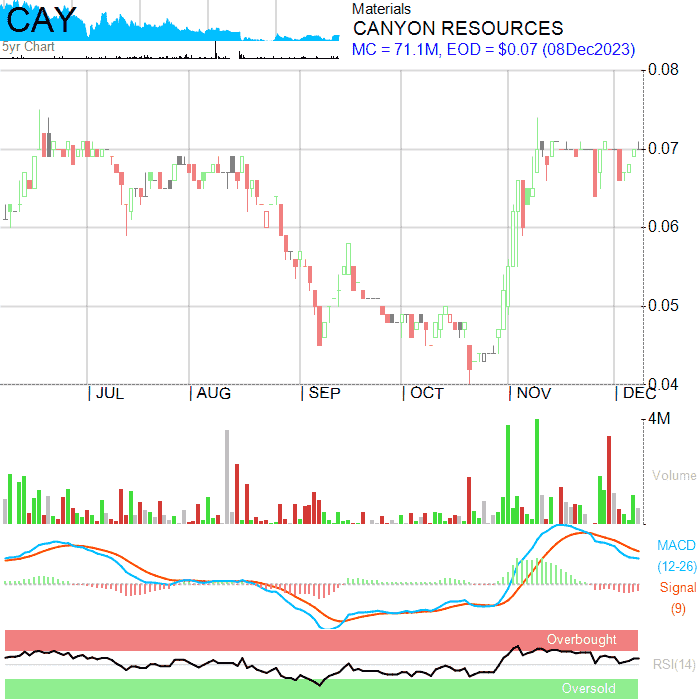 CAY
5yr Chart
Materials
CANYON RESOURCES
MC = 71.1M, EOD = $0.07 (08Dec2023)
0.08
0.07
0.06
0.05
0.04
JUL AUG SEP OCT NOV DEC
4M
Volume
MACD
(12-26)
Signal
(9)
Overbought
RSI(14)
Oversold